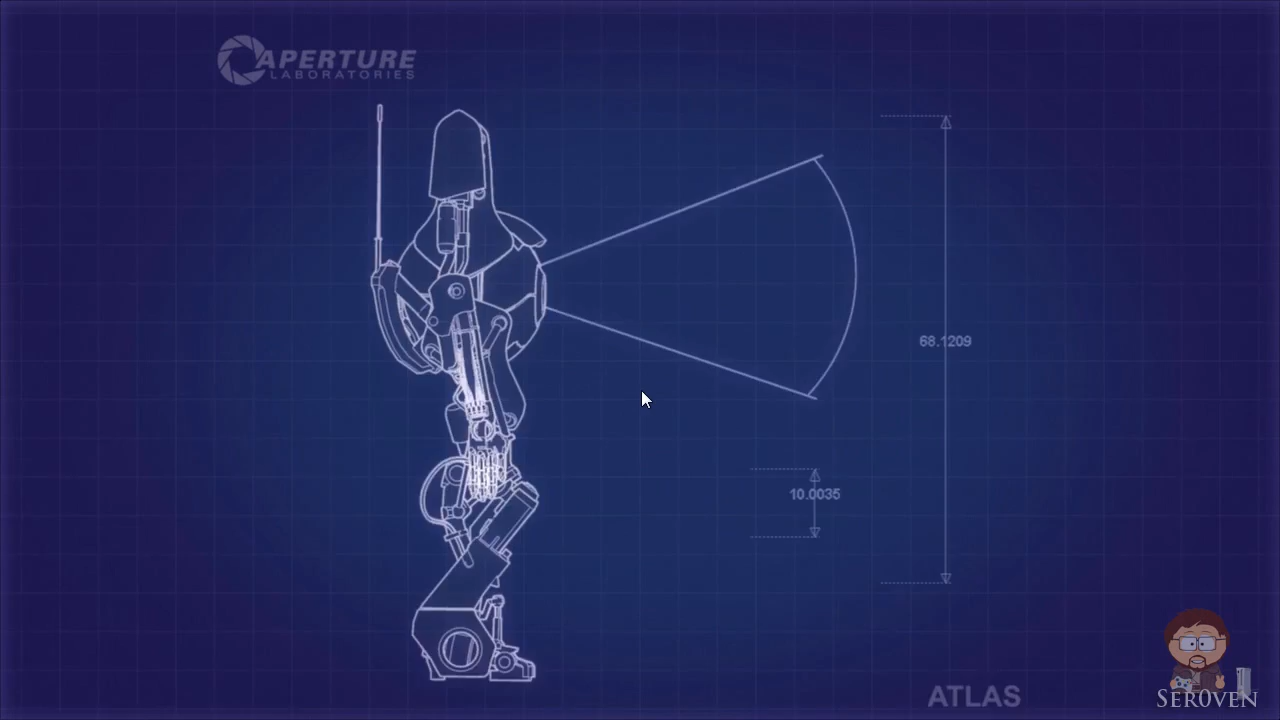 APERTURE
LABORATORIES
68.1209
10.0035
ATLAS
SER0VEN